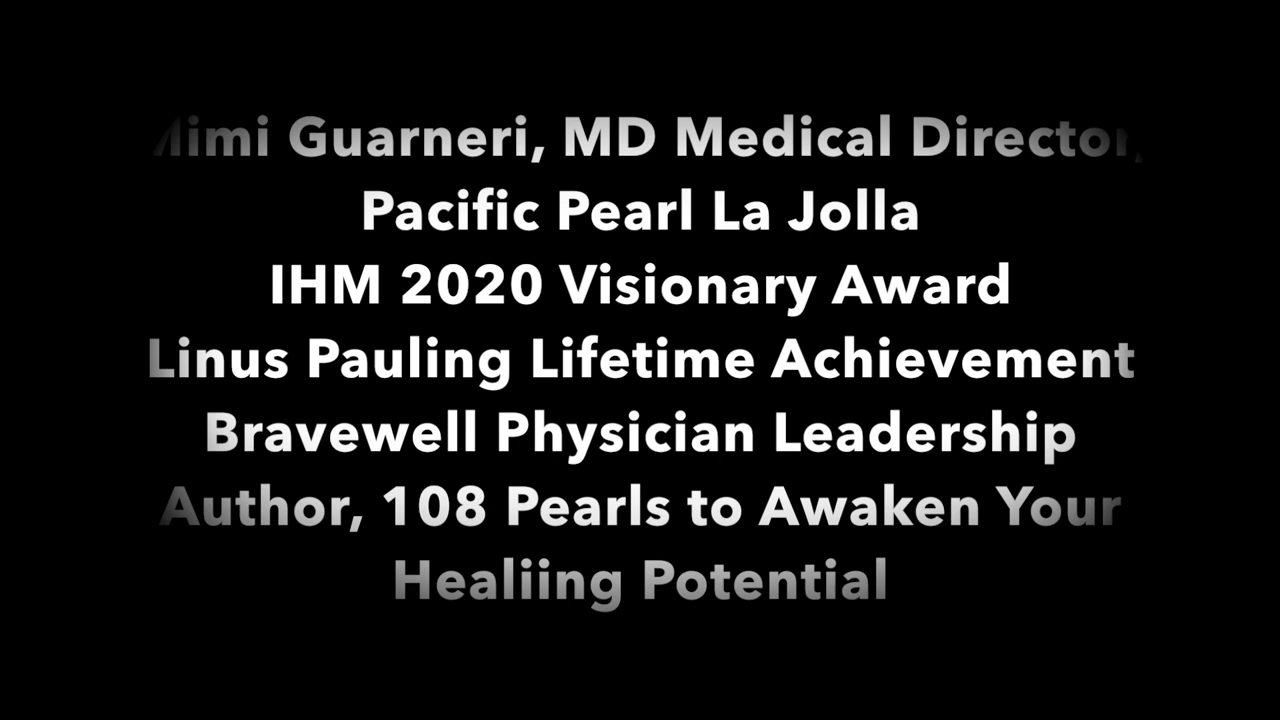 Mimi Guarneri, MD Medical Director,
Pacific Pearl La Jolla
IHM 2020 Visionary Award
Linus Pauling Lifetime Achievement
Bravewell Physician Leadership
Author, 108 Pearls to Awaken Your
Healiing Potential